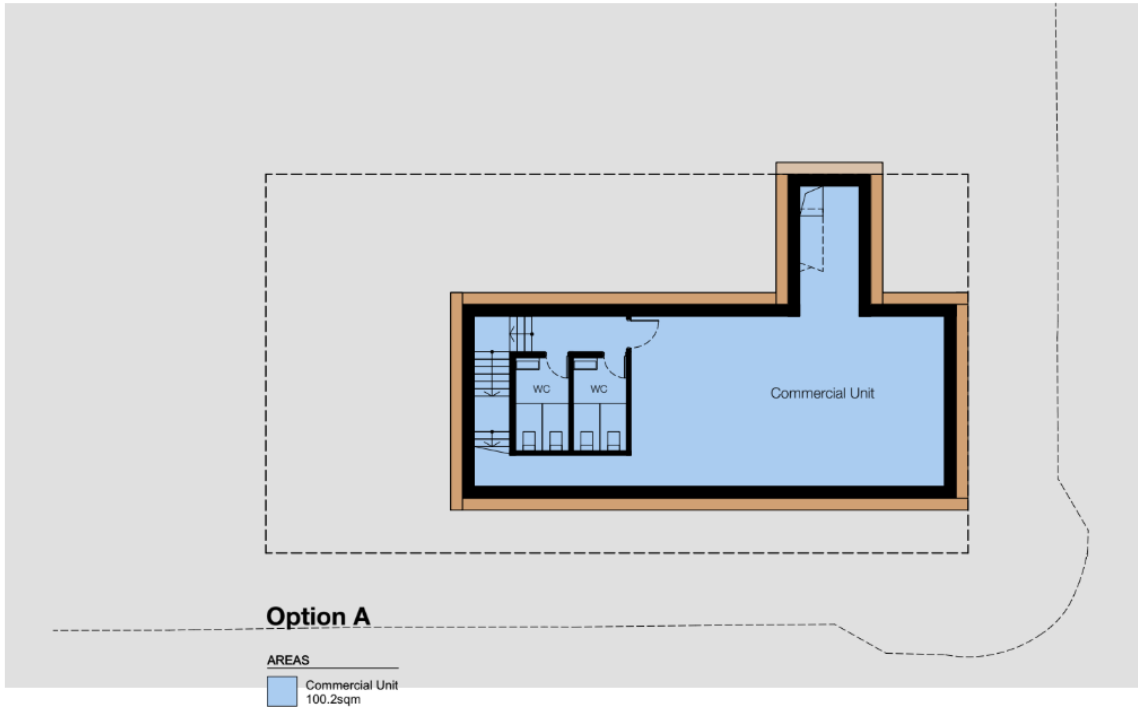 WC
WC
Commercial Unit
Option A
AREAS
Commercial Unit
100.2sqm